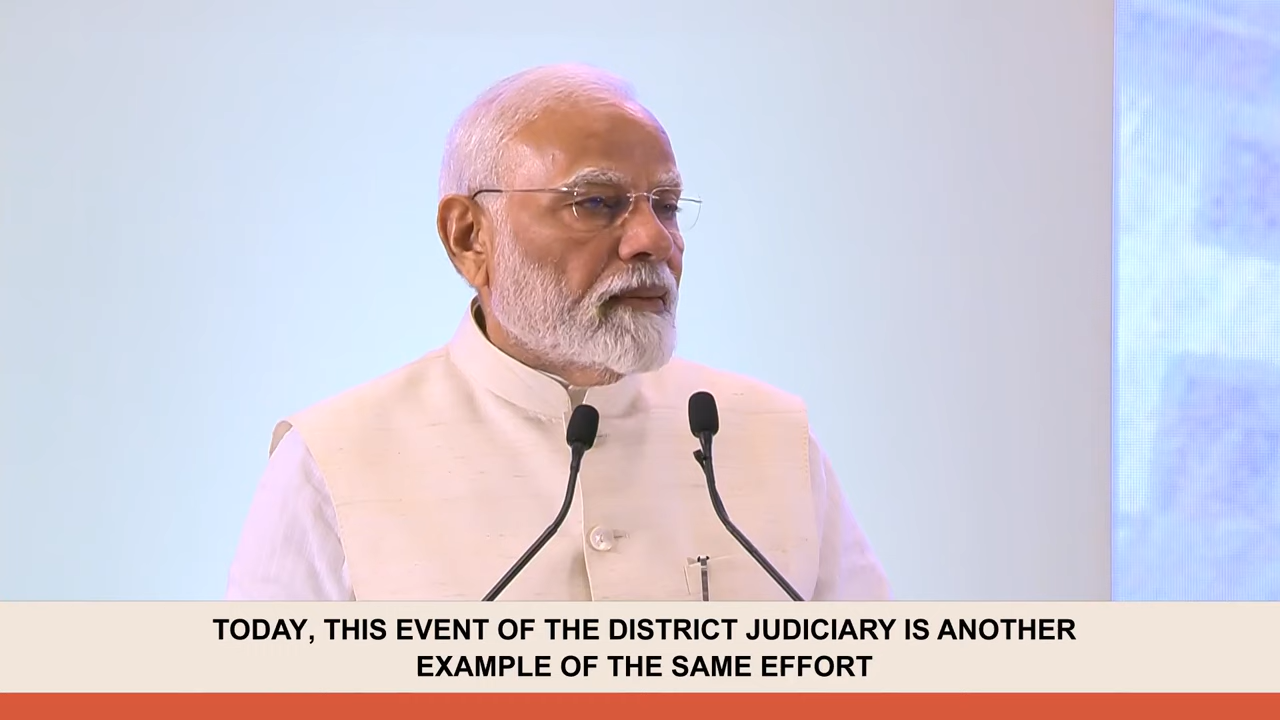 TODAY, THIS EVENT OF THE DISTRICT JUDICIARY IS ANOTHER
EXAMPLE OF THE SAME EFFORT